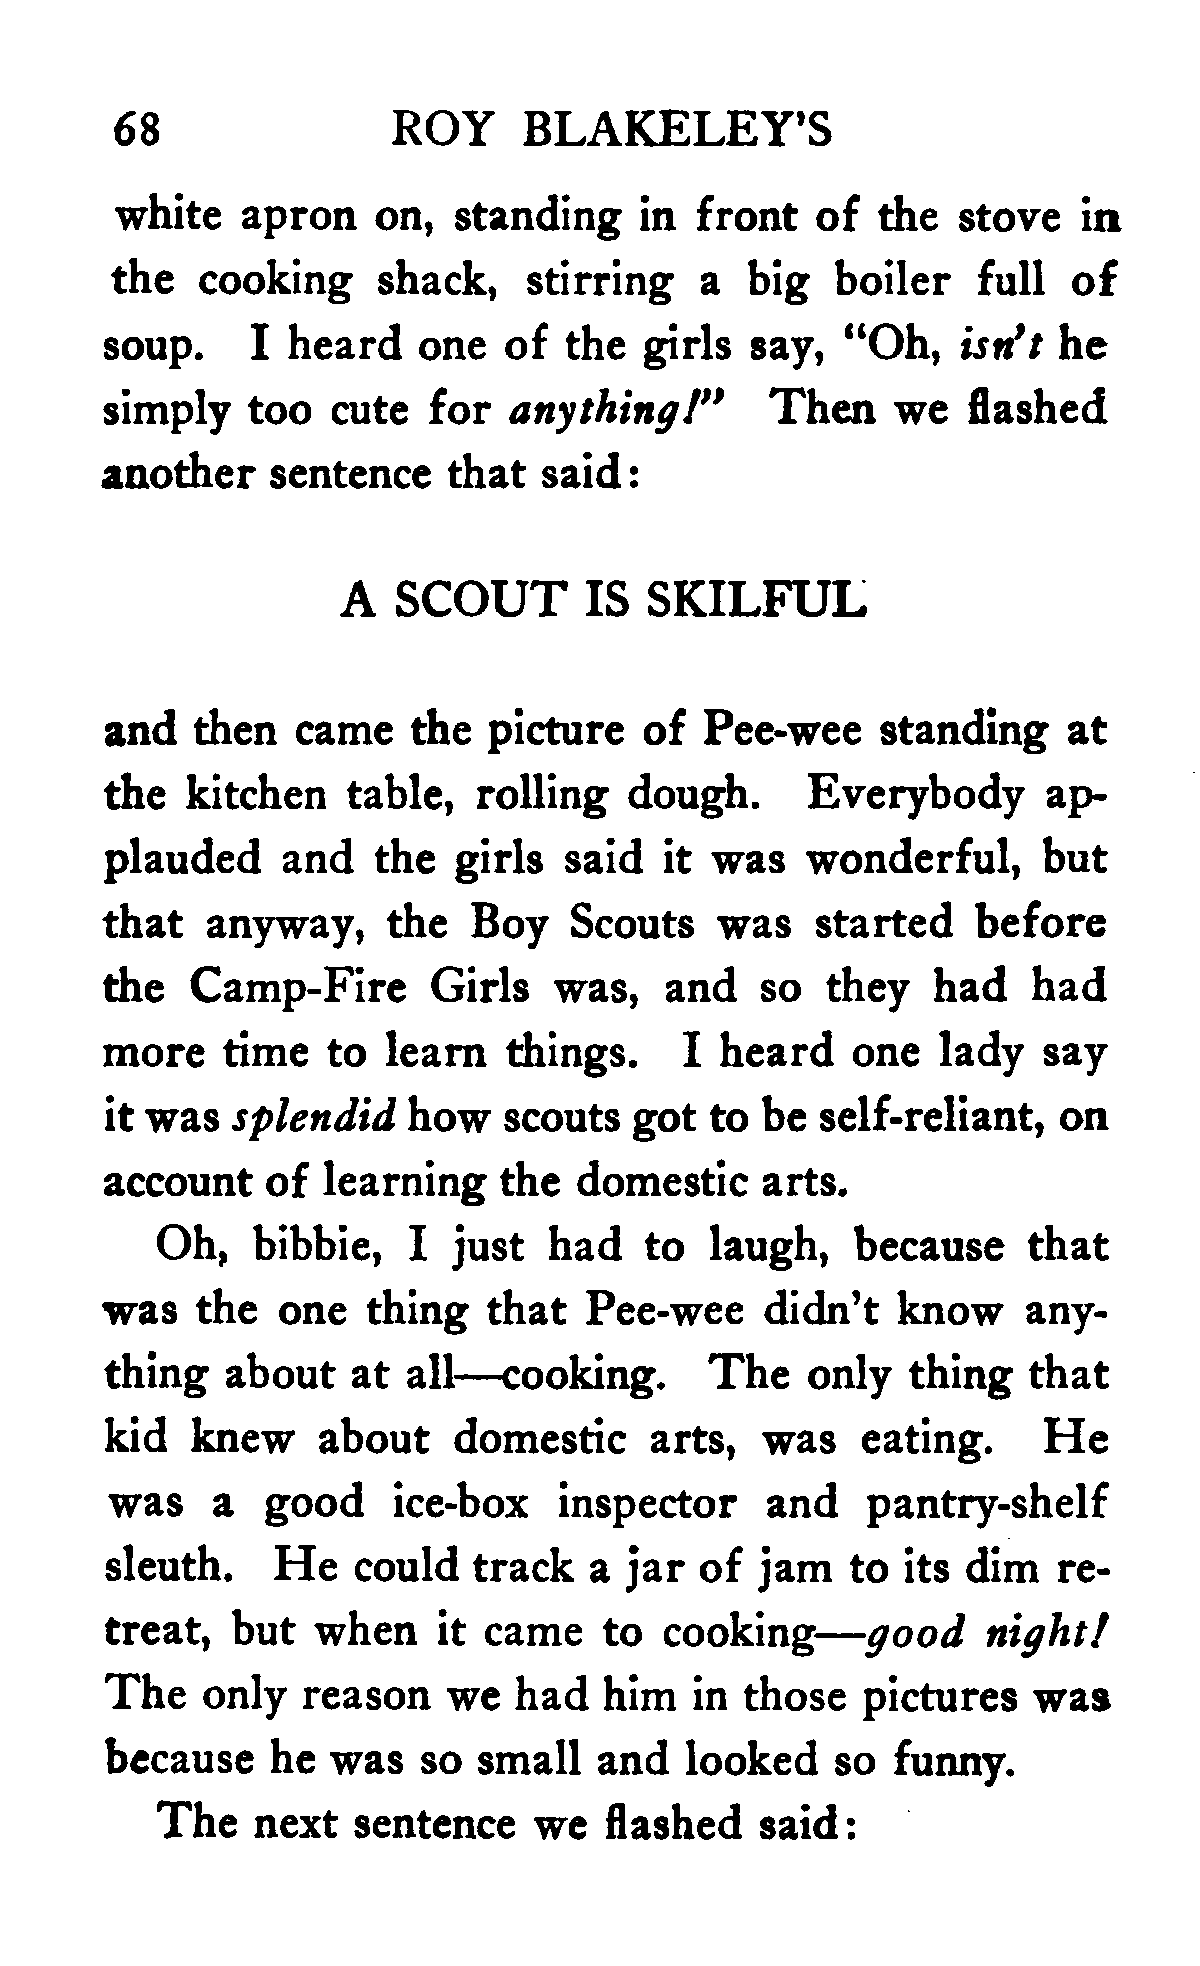 68 ROY BLAKELEY'S
white apron on, standing in front of the stove in
the cooking shack, stirring a big boiler full of
soup. I heard one of the girls say, “Oh, isn't he
simply too cute for anything!” Then we flashed
another sentence that said:
A SCOUT IS SKILFUL
and then came the picture of Pee-wee standing at
the kitchen table, rolling dough. Everybody ap-
plauded and the girls said it was wonderful, but
that anyway, the Boy Scouts was started before
the Camp-Fire Girls was, and so they had had
more time to learn things. I heard one lady say
it was splendid how scouts got to be self-reliant, on
account of learning the domestic arts.
Oh, bibbie, I just had to laugh, because that
was the one thing that Pee-wee didn't know any-
thing about at all—cooking. The only thing that
kid knew about domestic arts, was eating. He
was a good ice-box inspector and pantry-shelf
sleuth. He could track a jar of jam to its dim re-
treat, but when it came to cooking—good night!
The only reason we had him in those pictures was
because he was so small and looked so funny.
The next sentence we flashed said: